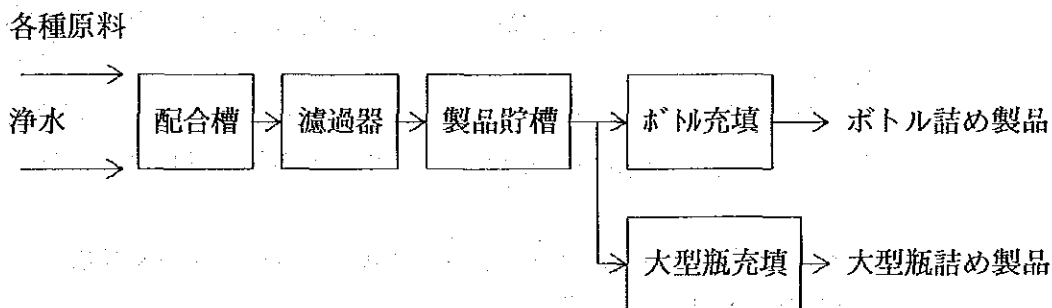 各種原料
浄水
配合槽
濾過器
製品貯槽
ボトル充填
ボトル詰め製品
大型瓶充填
大型瓶詰め製品